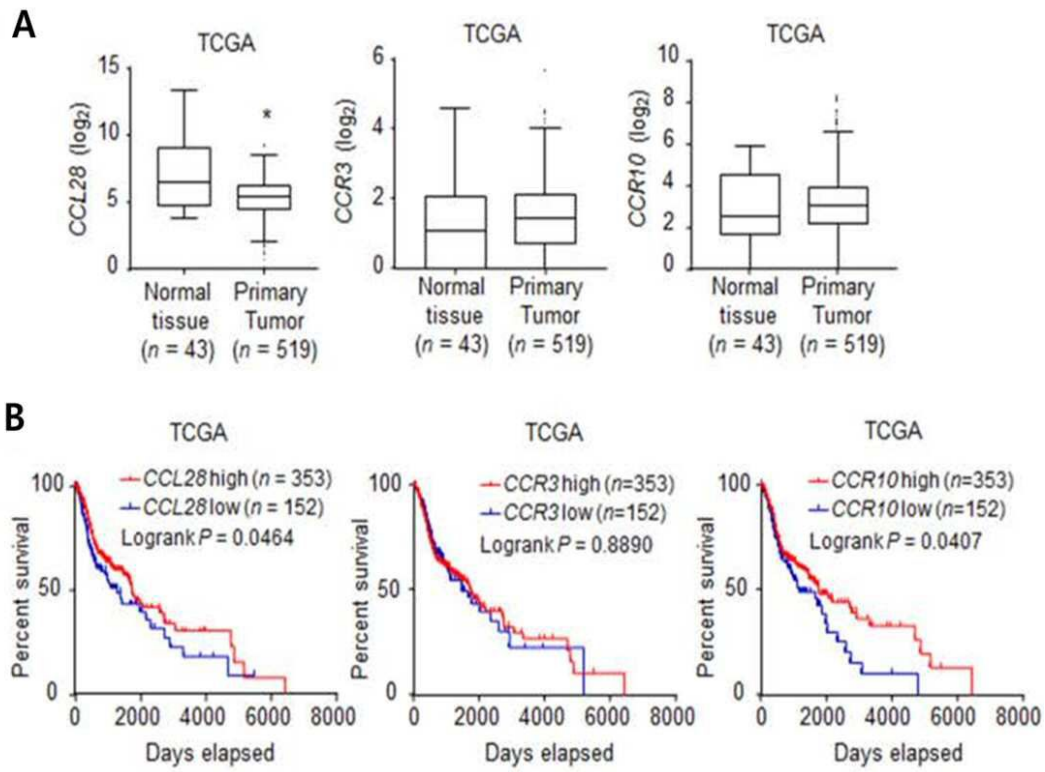 A
TCGA
15
10
5
0
CCL28 (log2)
*
Normal tissue (n = 43)
Primary Tumor (n = 519)
TCGA
6
4
2
0
CCR3 (log2)
Normal tissue (n = 43)
Primary Tumor (n = 519)
TCGA
10
8
6
4
2
0
CCR10 (log2)
Normal tissue (n = 43)
Primary Tumor (n = 519)
B
TCGA
CCL28 high (n = 353)
CCL28 low (n = 152)
Logrank P = 0.0464
100
50
0
Percent survival
0 2000 4000 6000 8000
Days elapsed
TCGA
CCR3 high (n=353)
CCR3 low (n=152)
Logrank P = 0.8890
100
50
0
Percent survival
0 2000 4000 6000 8000
Days elapsed
TCGA
CCR10 high (n=353)
CCR10 low (n=152)
Logrank P = 0.0407
100
50
0
Percent survival
0 2000 4000 6000 8000
Days elapsed